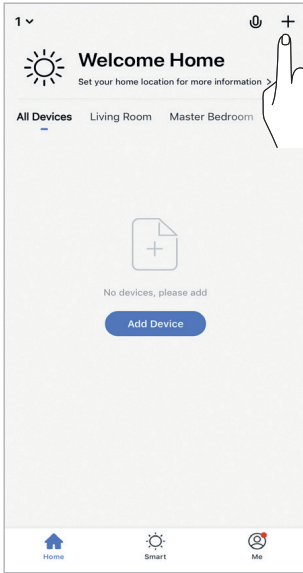 1
Welcome Home
Set your home location for more information >
All Devices Living Room Master Bedroom
No devices, please add
Add Device
Home Smart Me